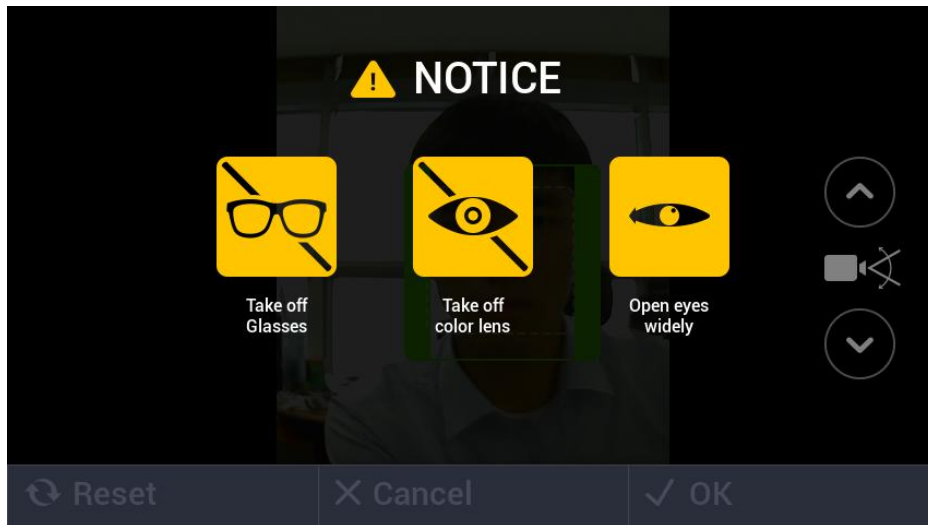 NOTICE
Take off
Glasses
Take off
color lens
Open eyes
widely
Reset
Cancel
OK